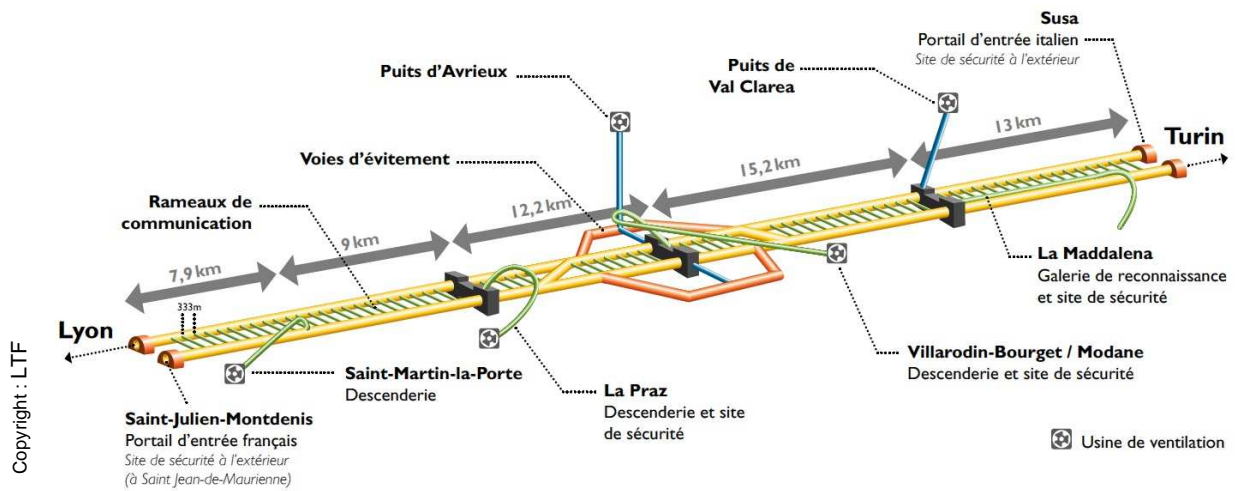 Susa
Portail d'entrée italien
Site de sécurité à l'extérieur
Puits d'Avrieux
Puits de
Val Clarea
13 km
Turin
Voies d'évitement
15,2 km
Rameaux de
communication
12,2 km
9 km
7,9 km
333m
Lyon
La Maddalena
Galerie de reconnaissance
et site de sécurité
Villarodin-Bourget / Modane
Descenderie et site de sécurité
Saint-Martin-la-Porte
Descenderie
La Praz
Descenderie et site
de sécurité
Saint-Julien-Montdenis
Portail d'entrée français
Site de sécurité à l'extérieur
(à Saint Jean-de-Maurienne)
Usine de ventilation
Copyright : LTF